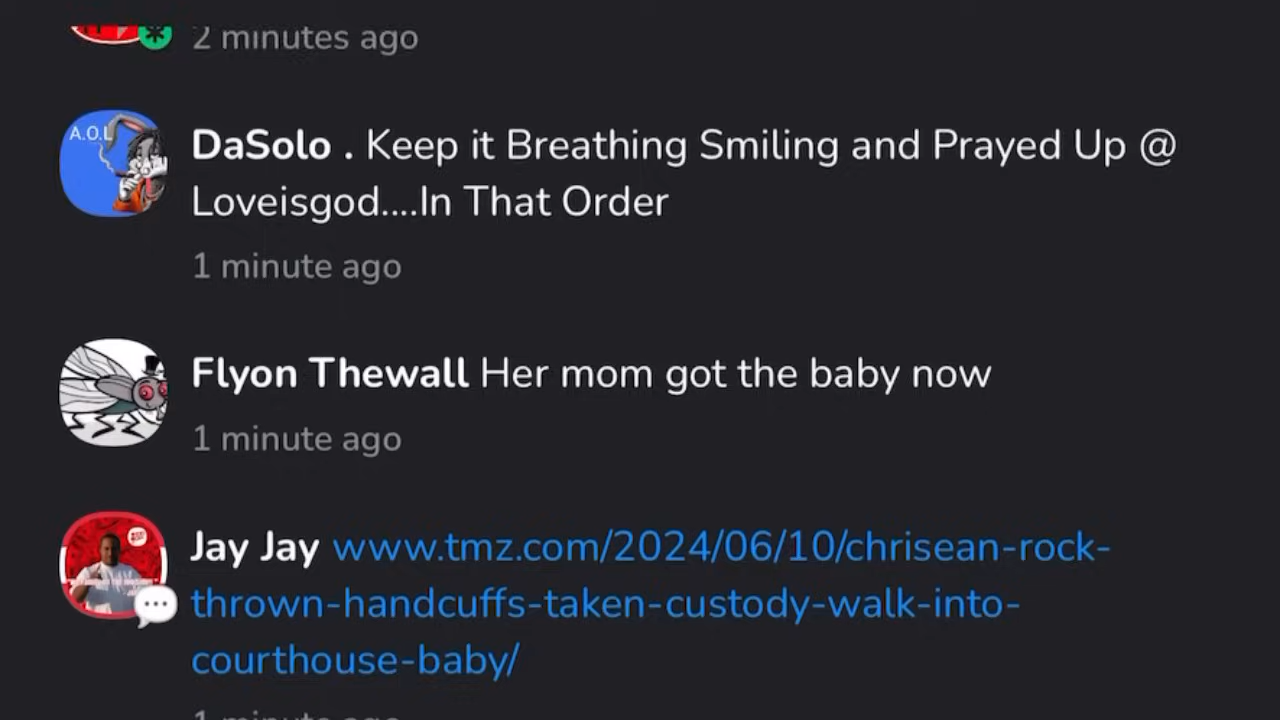 2 minutes ago
A.O.L
DaSolo . Keep it Breathing Smiling and Prayed Up @
Loveisgod....In That Order
1 minute ago
Flyon Thewall Her mom got the baby now
1 minute ago
Jay Jay www.tmz.com/2024/06/10/chrisean-rock-
thrown-handcuffs-taken-custody-walk-into-
courthouse-baby/
1 minute ago